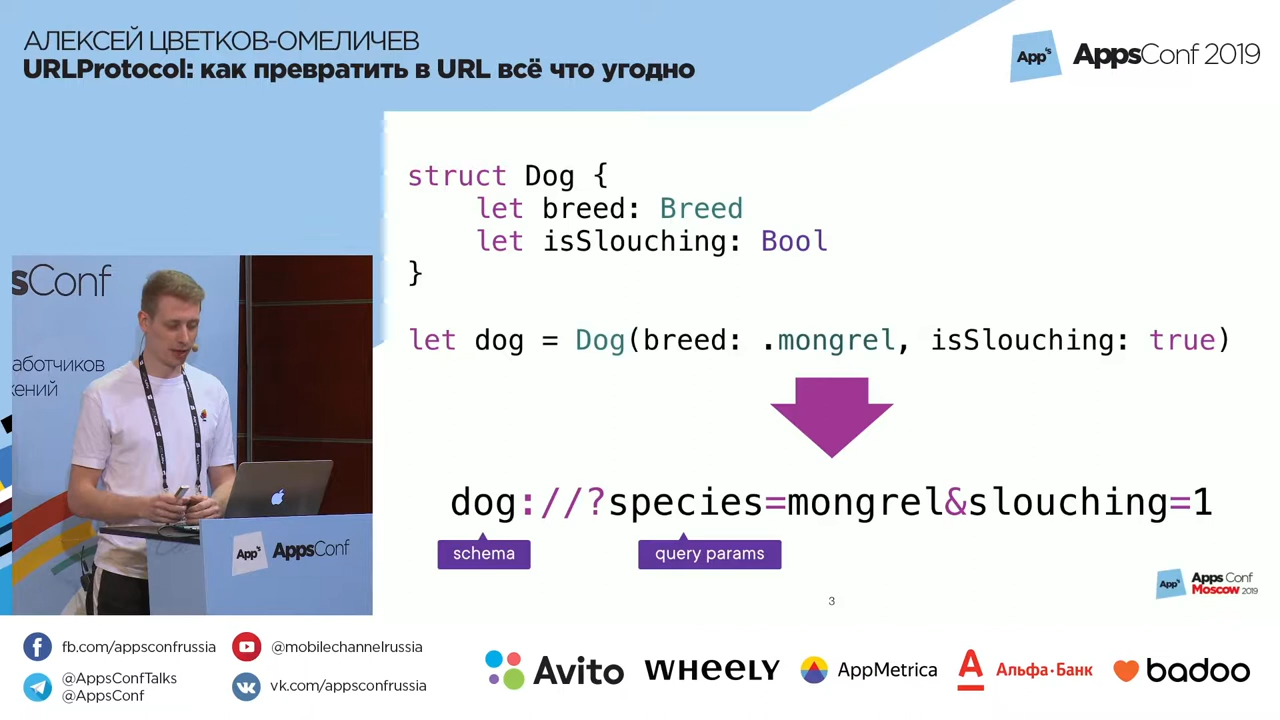 АЛЕКСЕЙ ЦВЕТКОВ-ОМЕЛИЧЕВ
URLProtocol: как превратить в URL всё что угодно
App's
AppsConf 2019
struct Dog {
let breed: Breed
let isSlouching: Bool
}
let dog = Dog(breed: .mongrel, isSlouching: true)
dog://?species=mongrel&slouching=1
schema
query params
3
App's
Apps Conf
Moscow 2019
sConf
аботчиков
жений
App's
AppsConf
fb.com/appsconfrussia
@mobilechannelrussia
@AppsConfTalks
@AppsConf
vk.com/appsconfrussia
Avito
WHEELY
AppMetrica
А
Альфа·Банк
badoo